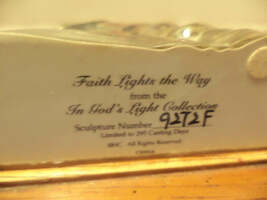 Faith Lights the Way
from the
In God's Light Collection
Sculpture Number 9272F
Limited to 295 Casting Days
All Rights Reserved